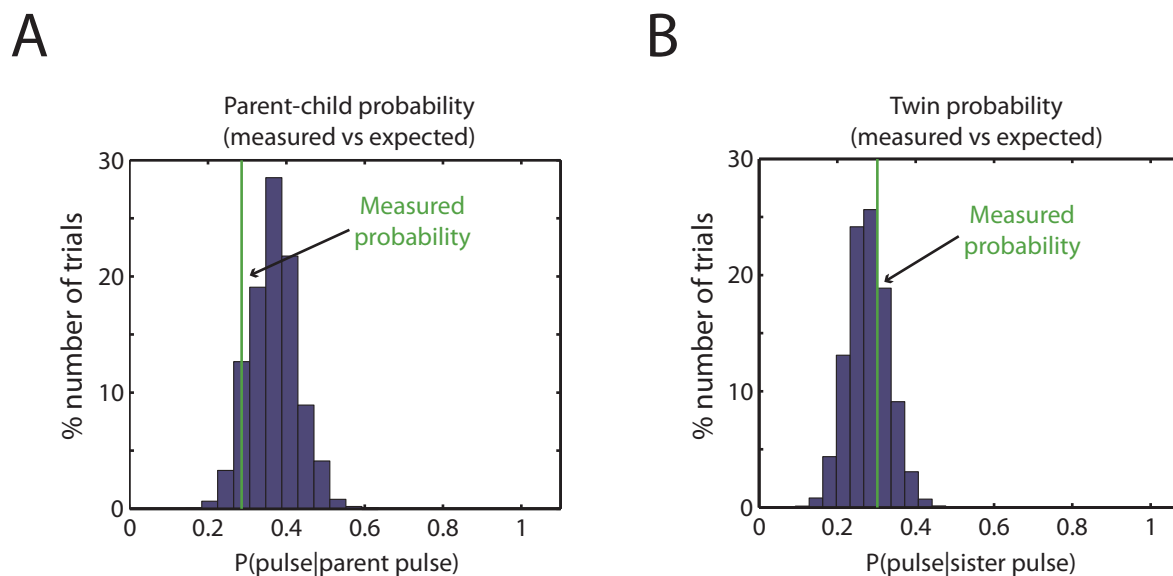 A
Parent-child probability
(measured vs expected)
30
20
10
0
% number of trials
Measured
probability
0 0.2 0.4 0.6 0.8 1
P(pulse|parent pulse)
B
Twin probability
(measured vs expected)
30
20
10
0
% number of trials
Measured
probability
0 0.2 0.4 0.6 0.8 1
P(pulse|sister pulse)